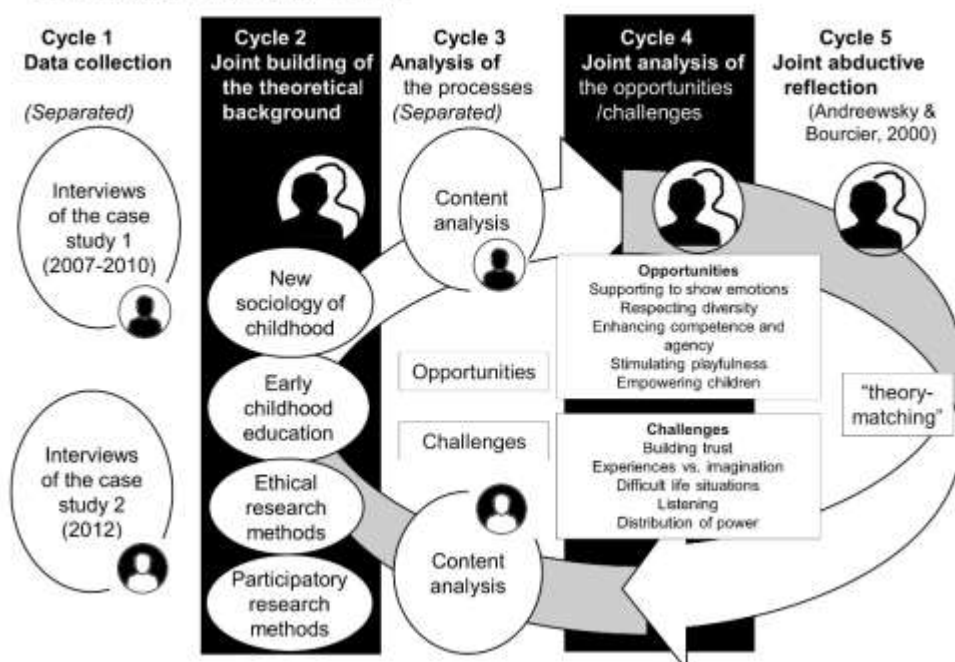 Cycle 1
Data collection
(Separated)
Interviews
of the case
study 1
(2007-2010)
Interviews
of the case
study 2
(2012)
Cycle 2
Joint building of
the theoretical
background
New
sociology of
childhood
Early
childhood
education
Ethical
research
methods
Participatory
research
methods
Cycle 3
Analysis of
the processes
(Separated)
Content
analysis
Opportunities
Challenges
Content
analysis
Cycle 4
Joint analysis of
the opportunities
/challenges
Opportunities
Supporting to show emotions
Respecting diversity
Enhancing competence and
agency
Stimulating playfulness
Empowering children
Challenges
Building trust
Experiences vs. imagination
Difficult life situations
Listening
Distribution of power
Cycle 5
Joint abductive
reflection
(Andreewsky &
Bourcier, 2000)
"theory-
matching"